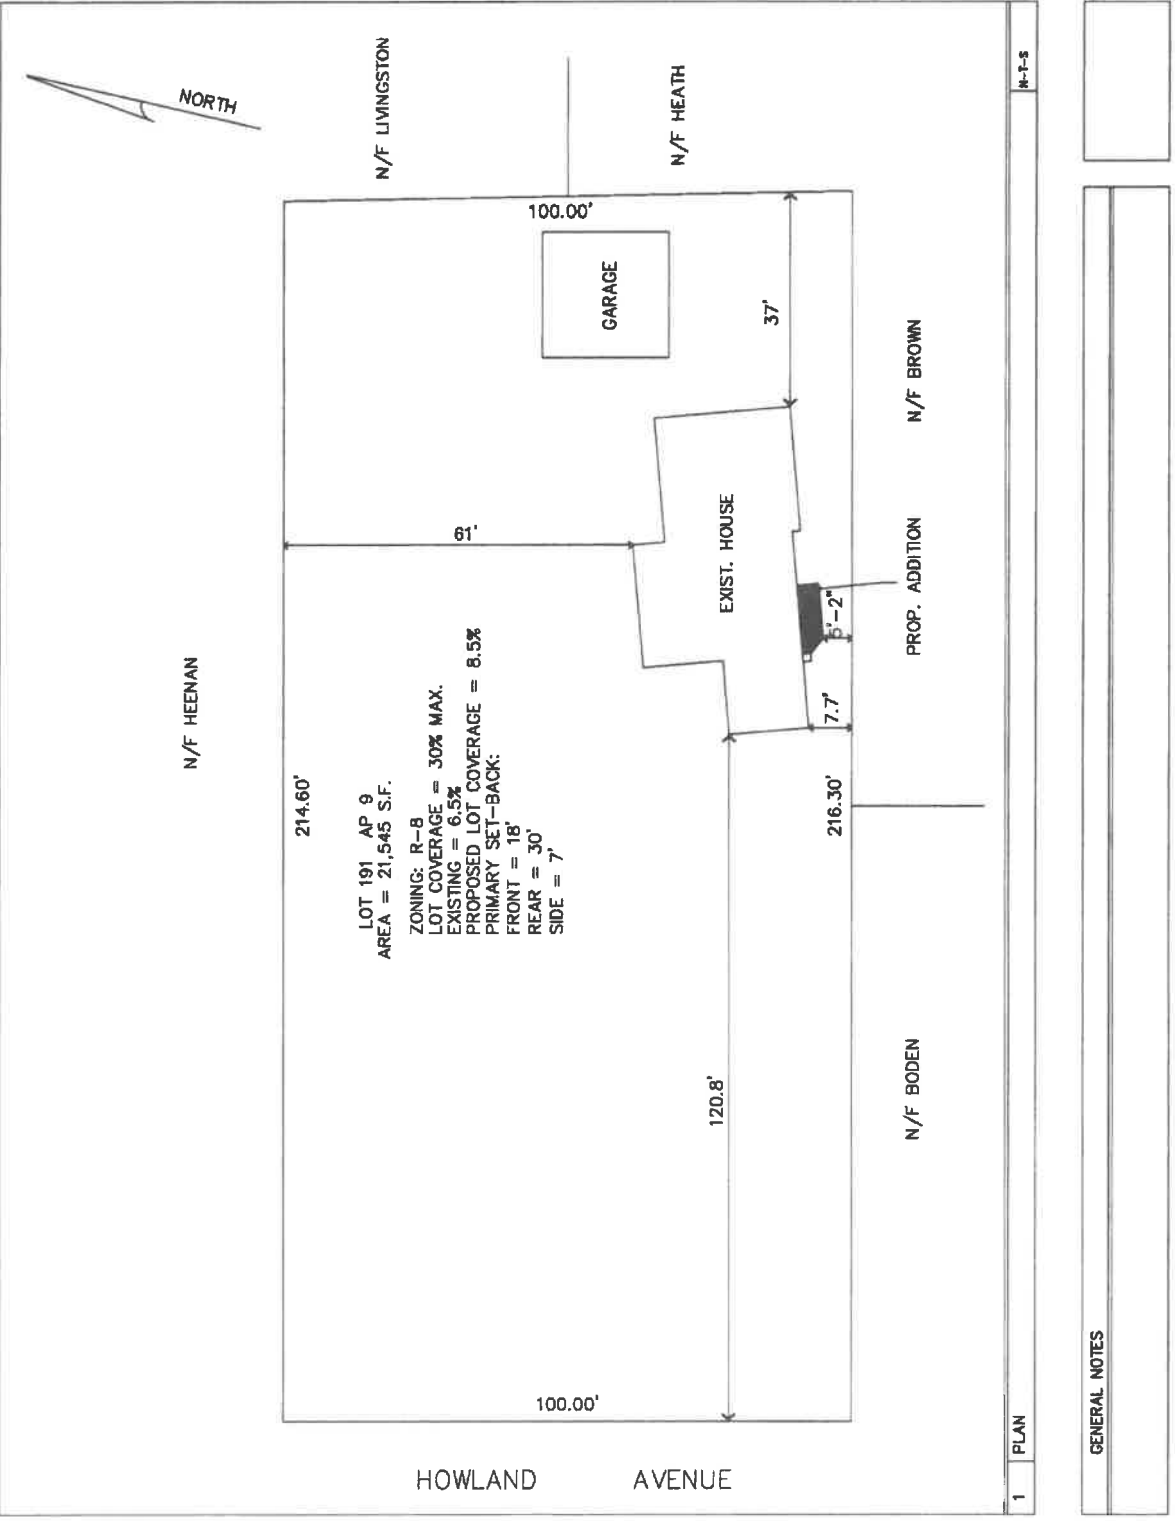 NORTH
N/F LIVINGSTON
N/F HEATH
N/F HEENAN
100.00'
GARAGE
37'
61'
214.60'
LOT 191 AP 9
AREA = 21,545 S.F.
ZONING: R-8
LOT COVERAGE = 30% MAX.
EXISTING = 6.5%
PROPOSED LOT COVERAGE = 8.5%
PRIMARY SET-BACK:
FRONT = 18'
REAR = 30'
SIDE = 7'
EXIST. HOUSE
7.7'
216.30'
120.8'
100.00'
N/F BROWN
PROP. ADDITION
N/F BODEN
HOWLAND AVENUE
1 PLAN
N-T-S
GENERAL NOTES